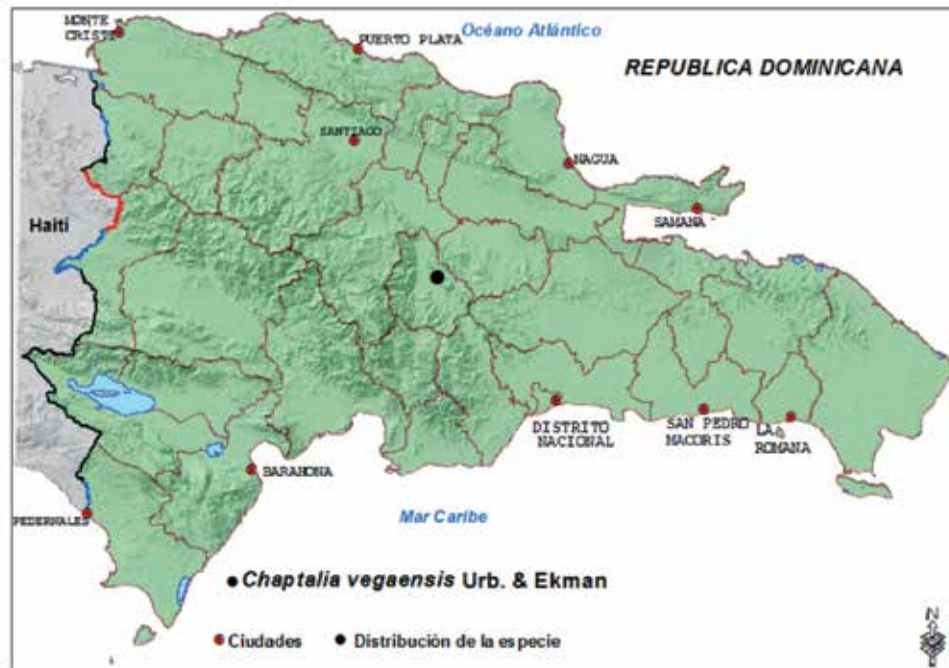 MONTE
CRISTI
PUERTO PLATA
Océano Atlántico
REPUBLICA DOMINICANA
SANTIAGO
NAGUA
SAMANA
Haiti
DISTRITO
NACIONAL
SAN PEDRO
MACORIS
LA
ROMANA
BARAHONA
PEDERNALES
Mar Caribe
Chaptalia vegaensis Urb. & Ekman
Ciudades
Distribución de la especie
N